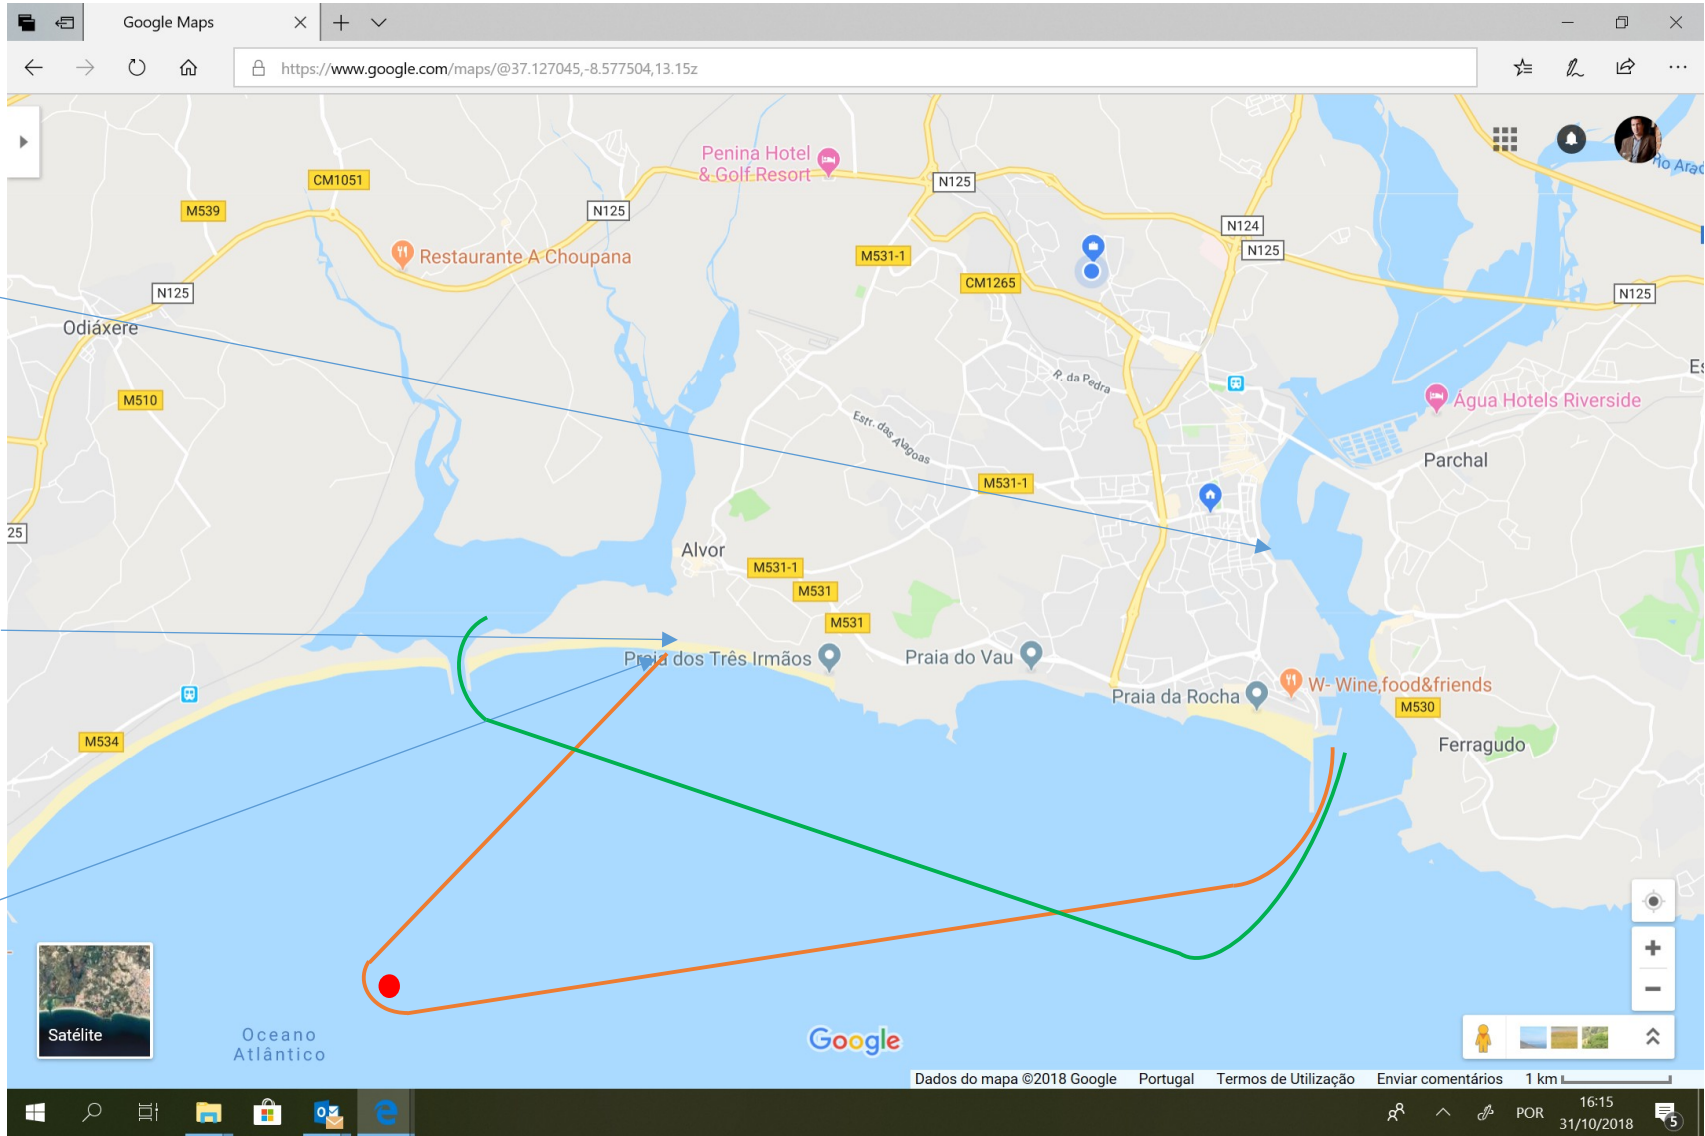 Google Maps
https://www.google.com/maps/@37.127045,-8.577504,13.15z
Penina Hotel
& Golf Resort
CM1051
N125
M539
N125
N124
N125
Restaurante A Choupana
M531-1
CM1265
N125
N125
Odiáxere
R. da Pedra
M510
Água Hotels Riverside
Estr. das Alagoas
Parchal
M531-1
25
Alvor
M531-1
M531
M531
Praia dos Três Irmãos
Praia do Vau
W- Wine,food&friends
Praia da Rocha
M530
M534
Ferragudo
Satélite
Oceano
Atlântico
Google
Dados do mapa ©2018 Google Portugal Termos de Utilização Enviar comentários 1 km
POR
16:15
31/10/2018
5